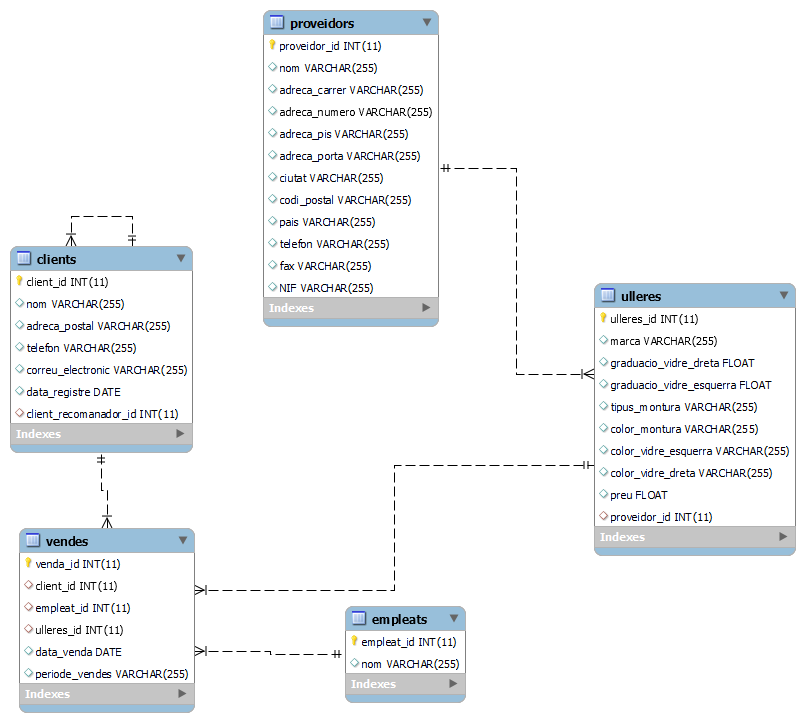 proveidors
proveidor_id INT(11)
nom VARCHAR(255)
adreca_carrer VARCHAR(255)
adreca_numero VARCHAR(255)
adreca_pis VARCHAR(255)
adreca_porta VARCHAR(255)
ciutat VARCHAR(255)
codi_postal VARCHAR(255)
pais VARCHAR(255)
telefon VARCHAR(255)
fax VARCHAR(255)
NIF VARCHAR(255)
Indexes
clients
client_id INT(11)
nom VARCHAR(255)
adreca_postal VARCHAR(255)
telefon VARCHAR(255)
correu_electronic VARCHAR(255)
data_registre DATE
client_recomanador_id INT(11)
Indexes
ulleres
ulleres_id INT(11)
marca VARCHAR(255)
graduacio_vidre_dreta FLOAT
graduacio_vidre_esquerra FLOAT
tipus_montura VARCHAR(255)
color_montura VARCHAR(255)
color_vidre_esquerra VARCHAR(255)
color_vidre_dreta VARCHAR(255)
preu FLOAT
proveidor_id INT(11)
Indexes
vendes
venda_id INT(11)
client_id INT(11)
empleat_id INT(11)
ulleres_id INT(11)
data_venda DATE
periode_vendes VARCHAR(255)
Indexes
empleats
empleat_id INT(11)
nom VARCHAR(255)
Indexes